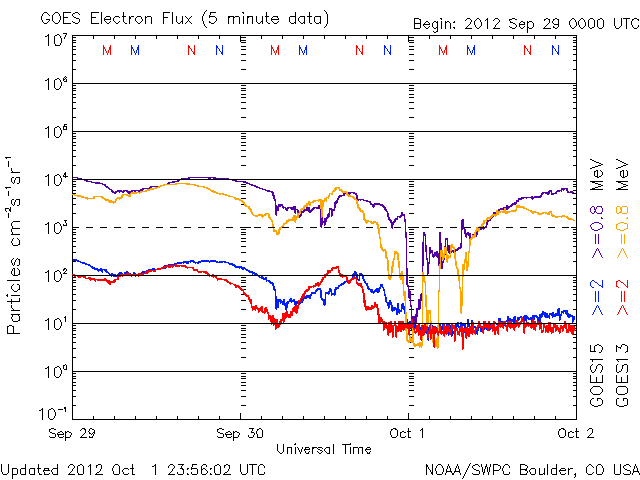 GOES Electron Flux (5 minute data)
Begin: 2012 Sep 29 0000 UTC
M M N N M M N N M M N N
10⁷
10⁶
10⁵
10⁴
10³
10²
10¹
10⁰
10⁻¹
Particles cm⁻²s⁻¹sr⁻¹
GOES15 >=2 >=0.8 MeV
GOES13 >=2 >=0.8 MeV
Sep 29 Sep 30 Oct 1 Oct 2
Universal Time
Updated 2012 Oct 1 23:56:02 UTC
NOAA/SWPC Boulder, CO USA